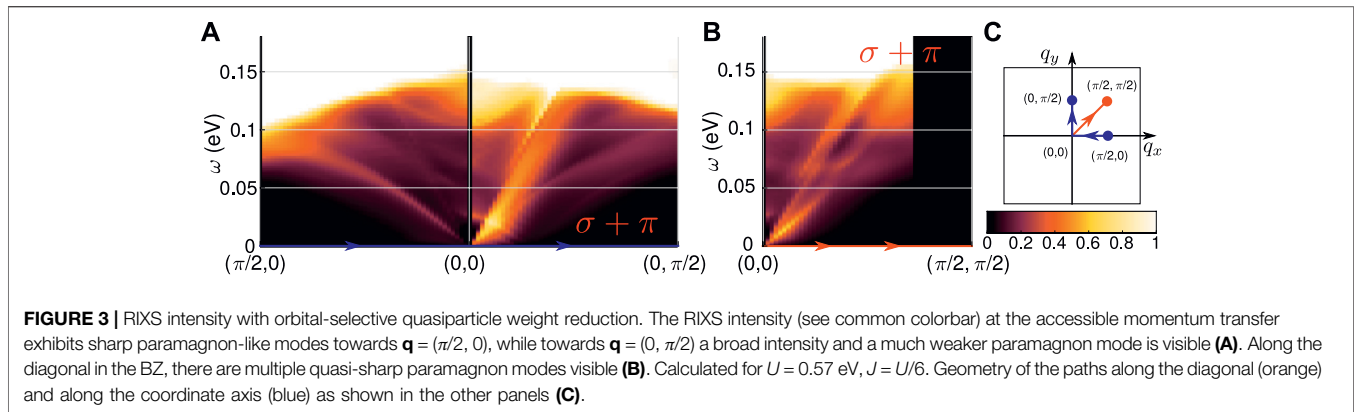 A
B
C
σ + π
q_y
0.15
0.15
(π/2, π/2)
(0, π/2)
ω (eV)
0.1
ω (eV)
0.1
(0,0)
(π/2,0)
q_x
0.05
0.05
σ + π
0
0
0 0.2 0.4 0.6 0.8 1
(π/2,0)
(0,0)
(0, π/2)
(0,0)
(π/2, π/2)
FIGURE 3 | RIXS intensity with orbital-selective quasiparticle weight reduction. The RIXS intensity (see common colorbar) at the accessible momentum transfer
exhibits sharp paramagnon-like modes towards q = (π/2, 0), while towards q = (0, π/2) a broad intensity and a much weaker paramagnon mode is visible (A). Along the
diagonal in the BZ, there are multiple quasi-sharp paramagnon modes visible (B). Calculated for U = 0.57 eV, J = U/6. Geometry of the paths along the diagonal (orange)
and along the coordinate axis (blue) as shown in the other panels (C).